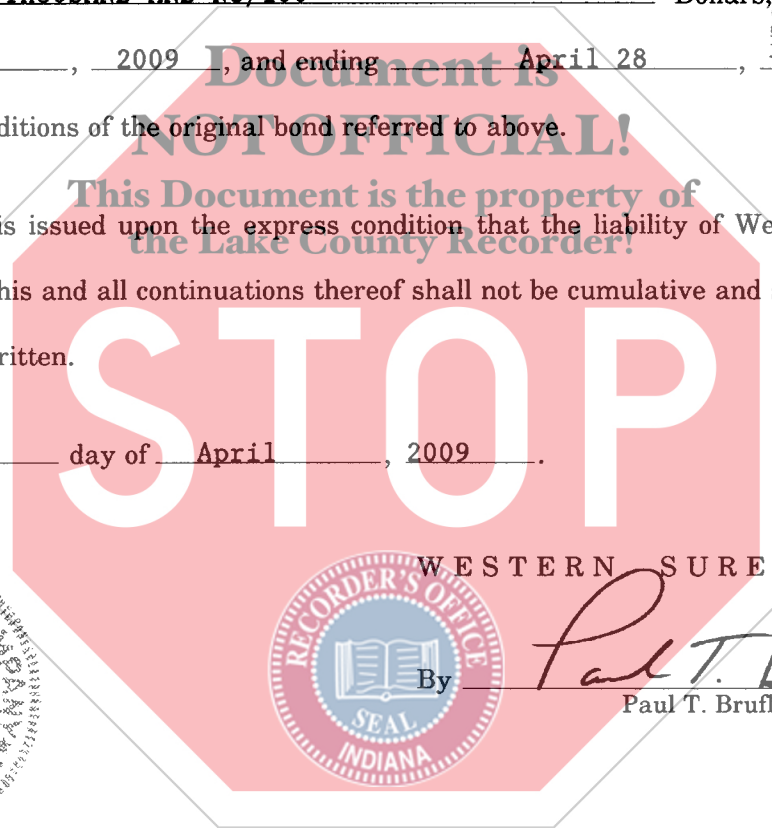 , 2009 , and ending April 28 ,
Document is
NOT OFFICIAL!
ditions of the original bond referred to above.
This Document is the property of
the Lake County Recorder!
is issued upon the express condition that the liability of We
his and all continuations thereof shall not be cumulative and
ritten.
STOP
day of April , 2009 .
WESTERN SURE
RECORDER'S OFFICE
SEAL
INDIANA
By Paul T.
Paul T. Brufl